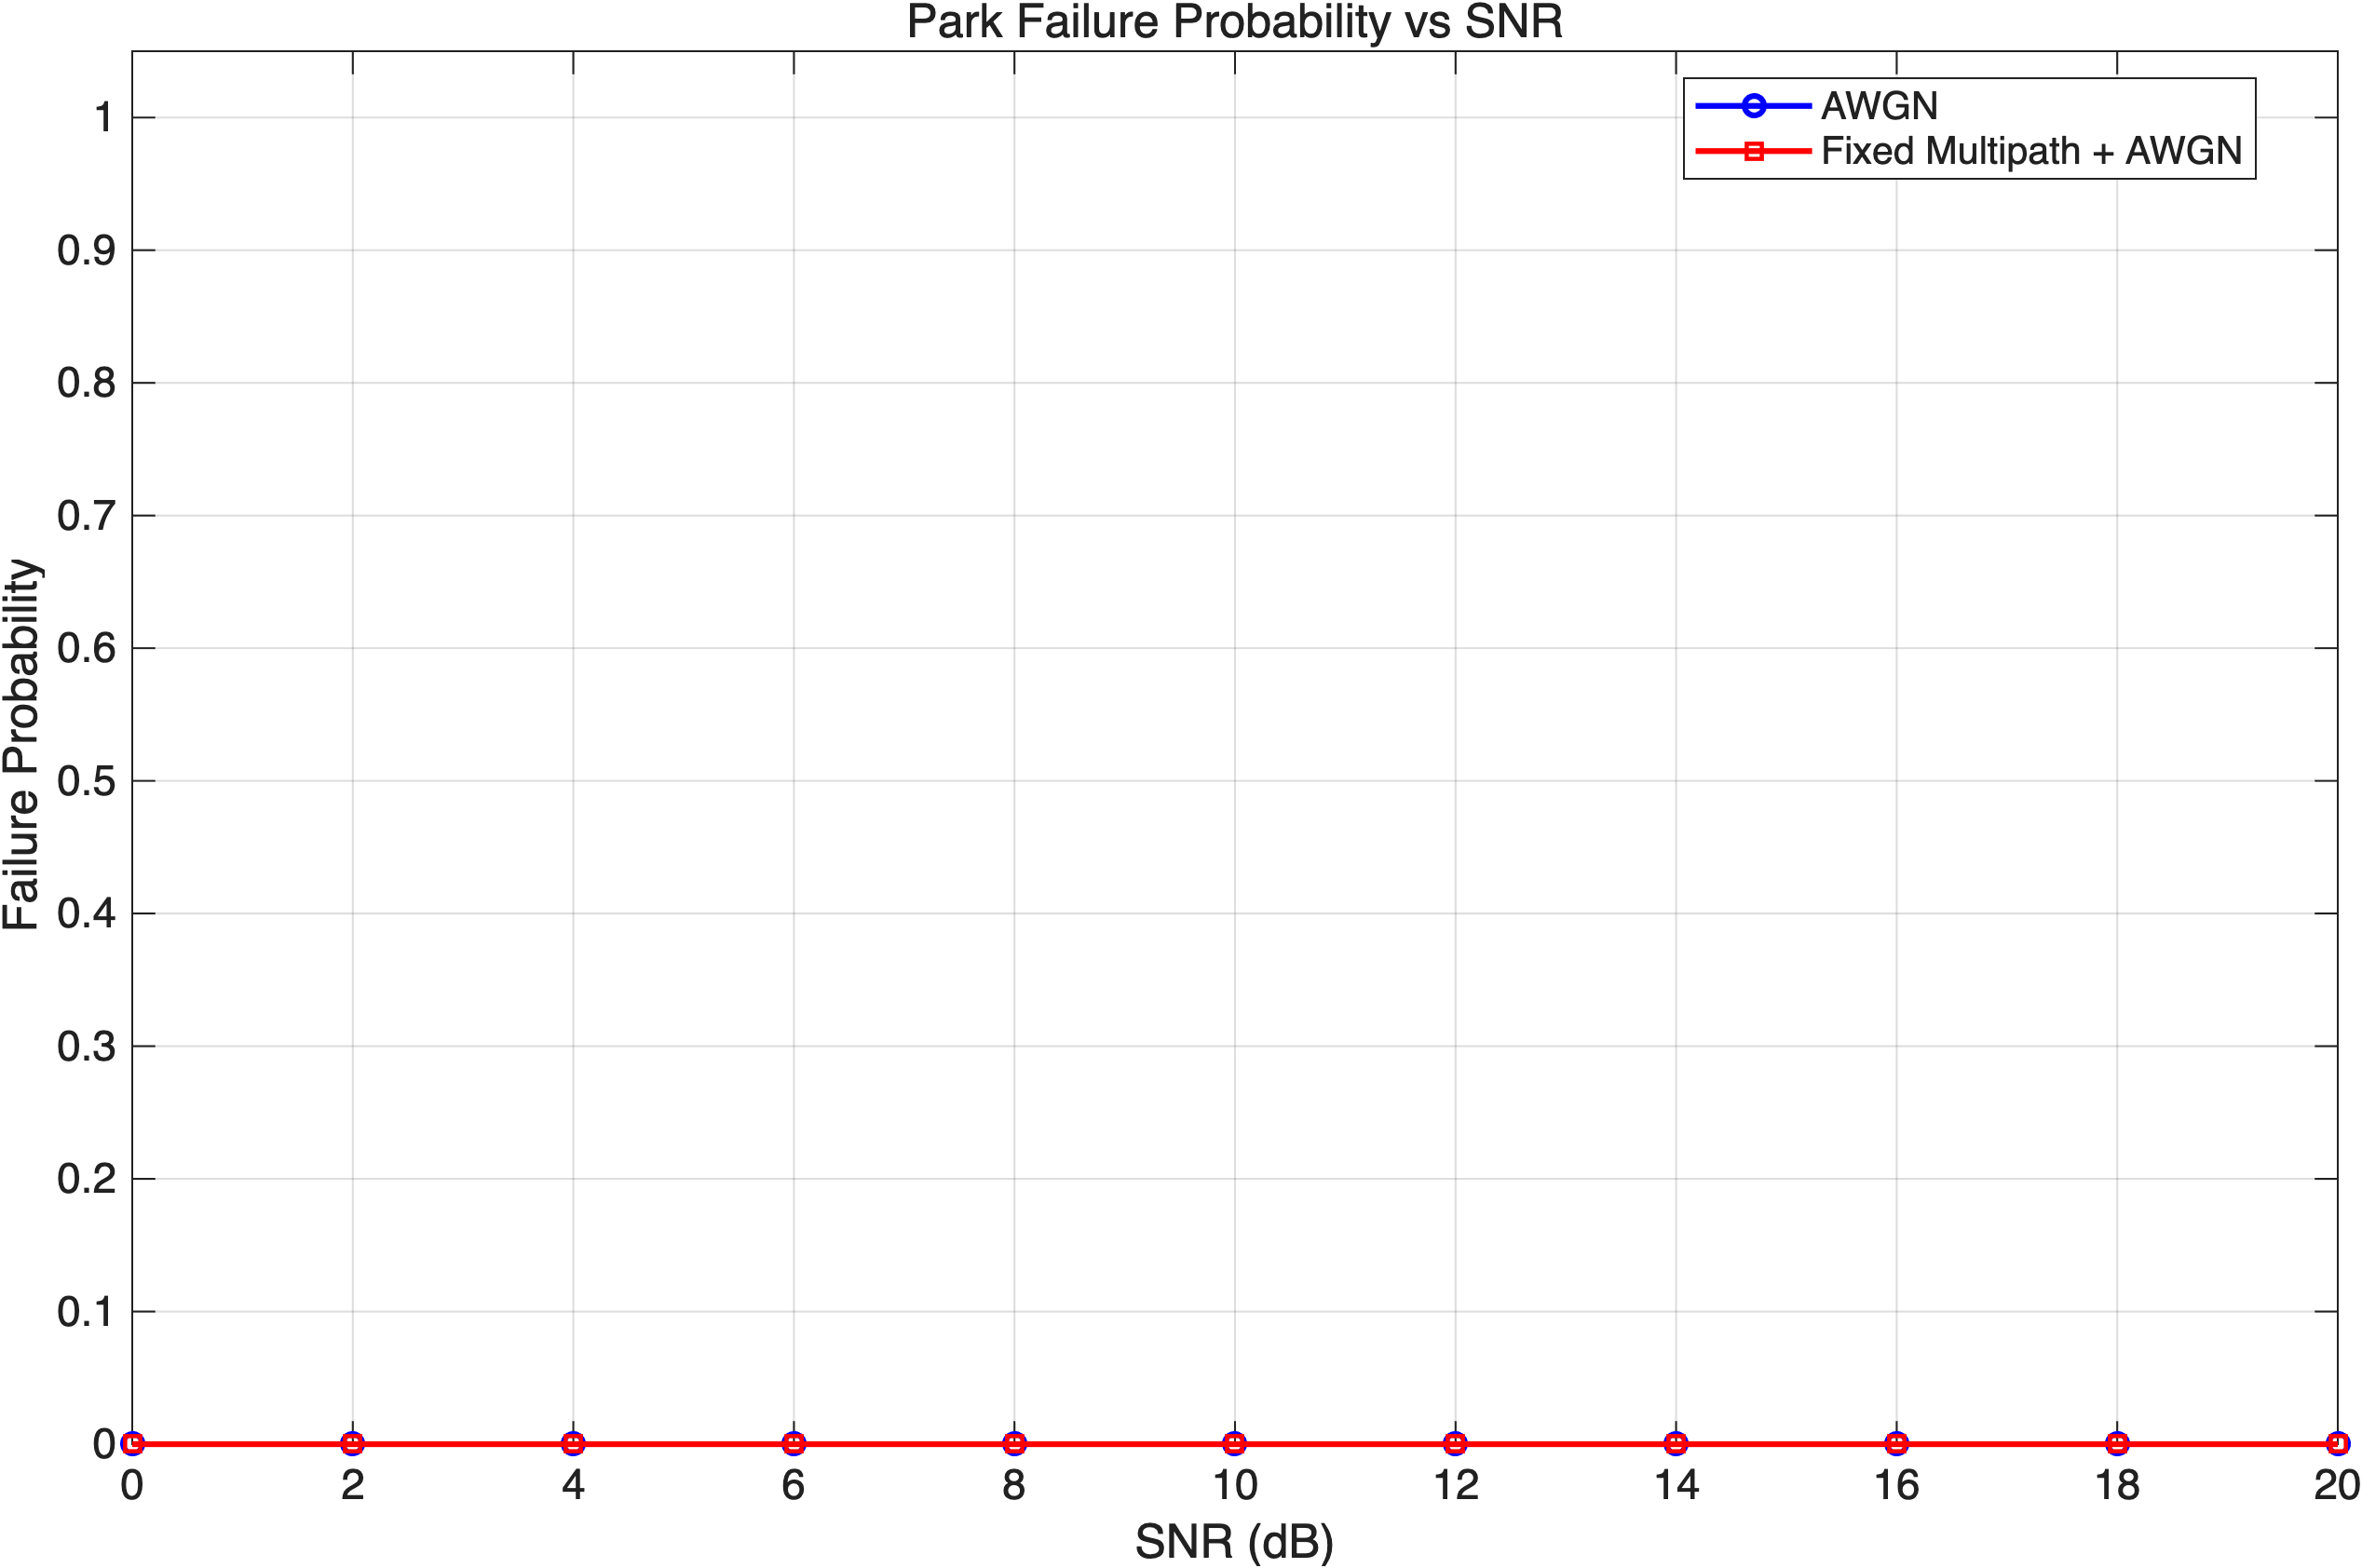 Park Failure Probability vs SNR
AWGN
Fixed Multipath + AWGN
Failure Probability
1
0.9
0.8
0.7
0.6
0.5
0.4
0.3
0.2
0.1
0
0 2 4 6 8 10 12 14 16 18 20
SNR (dB)